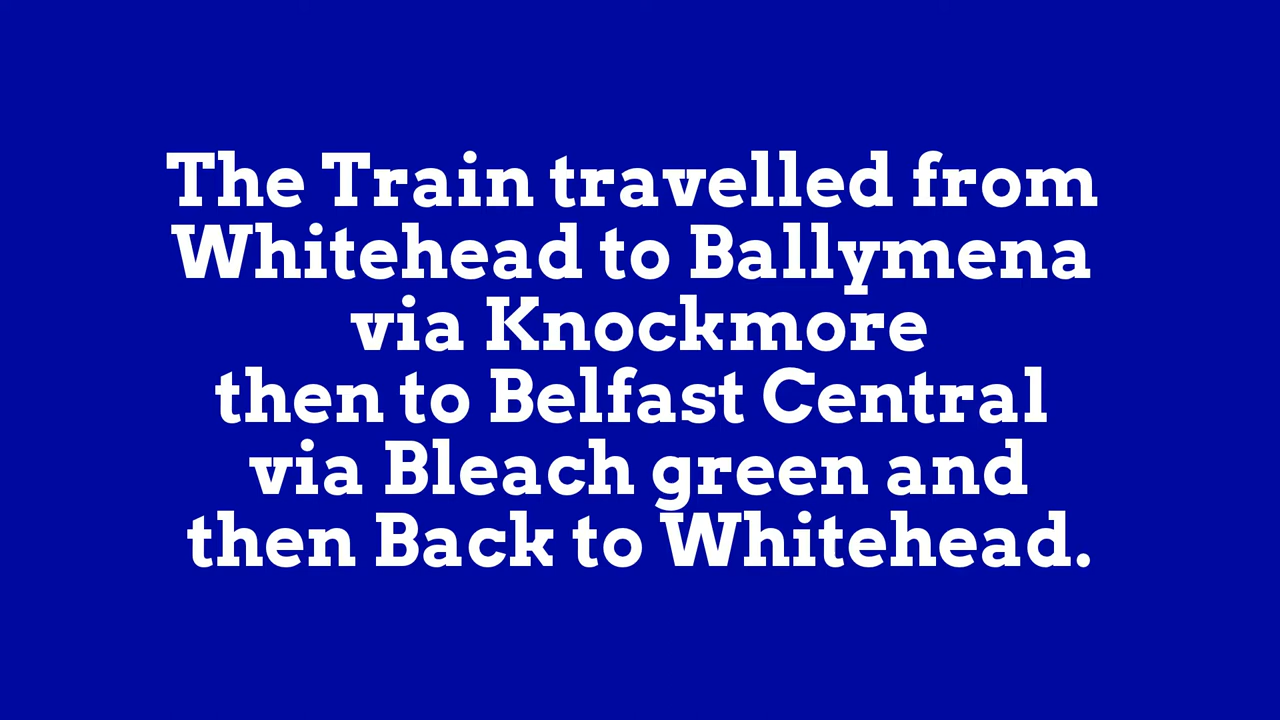 The Train travelled from
Whitehead to Ballymena
via Knockmore
then to Belfast Central
via Bleach green and
then Back to Whitehead.